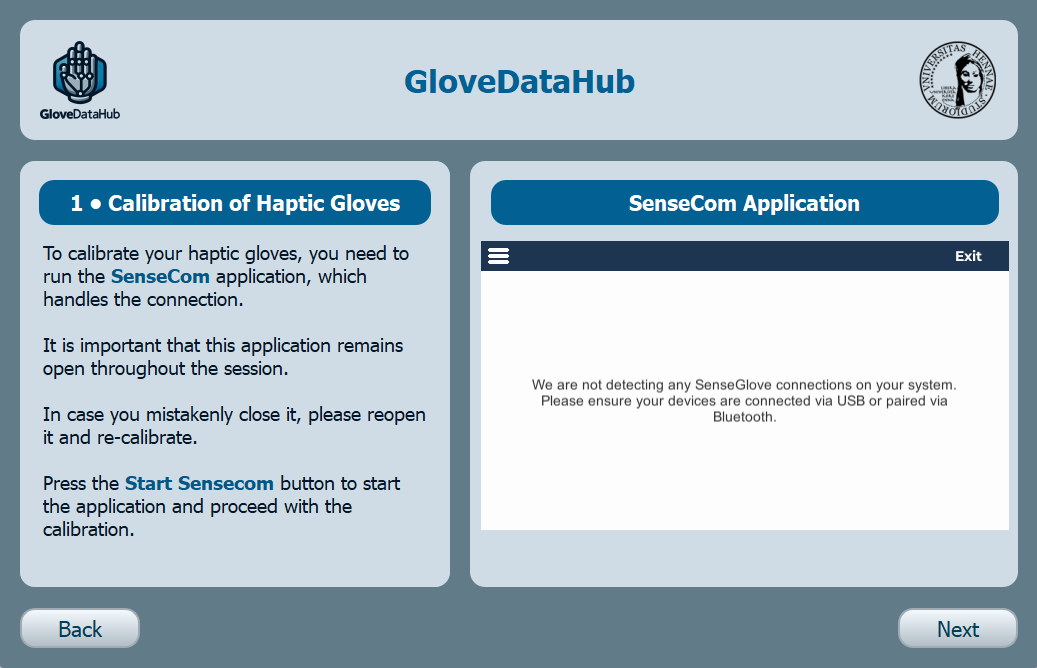 GloveDataHub
GloveDataHub
UNIVERSITAS HENNAE STUDIORUM
1 • Calibration of Haptic Gloves
To calibrate your haptic gloves, you need to
run the SenseCom application, which
handles the connection.
It is important that this application remains
open throughout the session.
In case you mistakenly close it, please reopen
it and re-calibrate.
Press the Start Sensecom button to start
the application and proceed with the
calibration.
SenseCom Application
Exit
We are not detecting any SenseGlove connections on your system.
Please ensure your devices are connected via USB or paired via
Bluetooth.
Back
Next